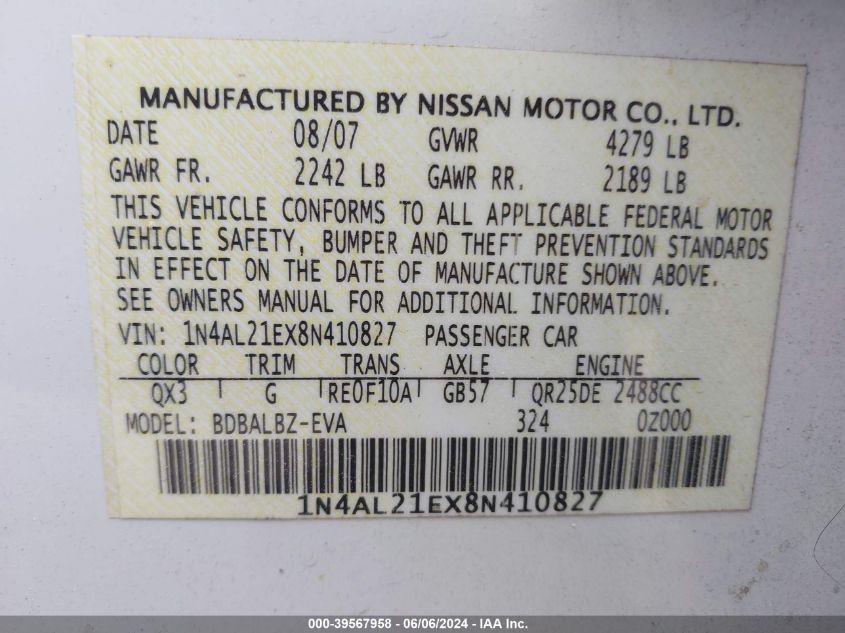 MANUFACTURED BY NISSAN MOTOR CO., LTD.
DATE 08/07 GVWR 4279 LB
GAWR FR. 2242 LB GAWR RR. 2189 LB
THIS VEHICLE CONFORMS TO ALL APPLICABLE FEDERAL MOTOR
VEHICLE SAFETY, BUMPER AND THEFT PREVENTION STANDARDS
IN EFFECT ON THE DATE OF MANUFACTURE SHOWN ABOVE.
SEE OWNERS MANUAL FOR ADDITIONAL INFORMATION.
VIN: 1N4AL21EX8N410827 PASSENGER CAR
COLOR TRIM TRANS AXLE ENGINE
QX3 G RE0F10A GB57 QR25DE 2488CC
MODEL: BDBALBZ-EVA 324 0Z000
1N4AL21EX8N410827
000-39567958 - 06/06/2024 - IAA Inc.